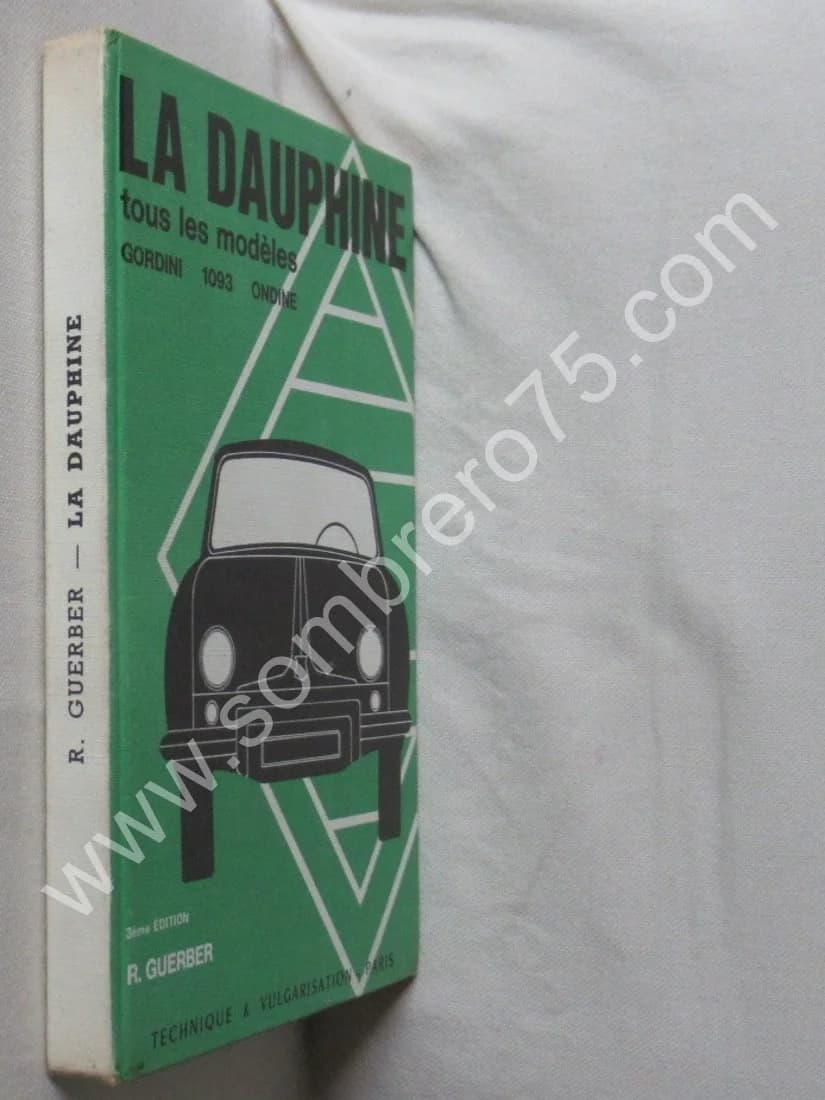 LA DAUPHINE
tous les modèles
GORDINI 1093 ONDINE
R. GUERBER — LA DAUPHINE
3ème EDITION
R. GUERBER
TECHNIQUE & VULGARISATION - PARIS
www.sombrero75.com